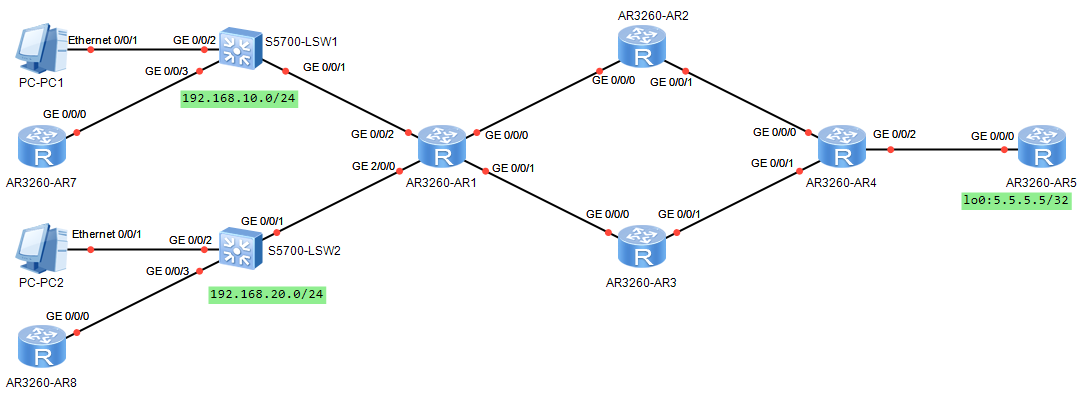 AR3260-AR2
Ethernet 0/0/1
GE 0/0/2
S5700-LSW1
PC-PC1
GE 0/0/3
GE 0/0/1
GE 0/0/0
GE 0/0/1
192.168.10.0/24
GE 0/0/0
GE 0/0/2
GE 0/0/0
GE 0/0/0
GE 0/0/2
GE 0/0/0
R
AR3260-AR7
GE 2/0/0
AR3260-AR1
GE 0/0/1
GE 0/0/1
AR3260-AR4
AR3260-AR5
lo0:5.5.5.5/32
Ethernet 0/0/1
GE 0/0/1
GE 0/0/2
S5700-LSW2
GE 0/0/0
GE 0/0/1
PC-PC2
GE 0/0/3
AR3260-AR3
192.168.20.0/24
GE 0/0/0
R
AR3260-AR8
R
R
R
R
R